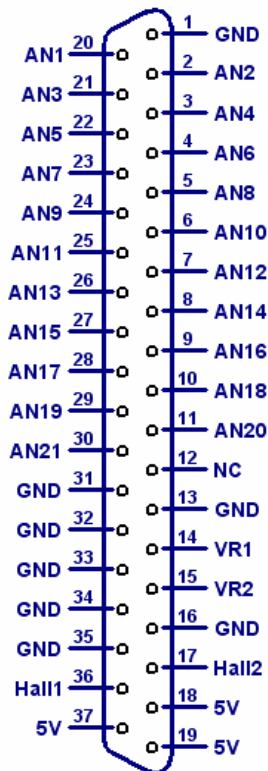 1 GND
AN1 20
2 AN2
AN3 21
3 AN4
AN5 22
4 AN6
AN7 23
5 AN8
AN9 24
6 AN10
AN11 25
7 AN12
AN13 26
8 AN14
AN15 27
9 AN16
AN17 28
10 AN18
AN19 29
11 AN20
AN21 30
12 NC
GND 31
13 GND
GND 32
14 VR1
GND 33
15 VR2
GND 34
16 GND
GND 35
17 Hall2
Hall1 36
18 5V
5V 37
19 5V